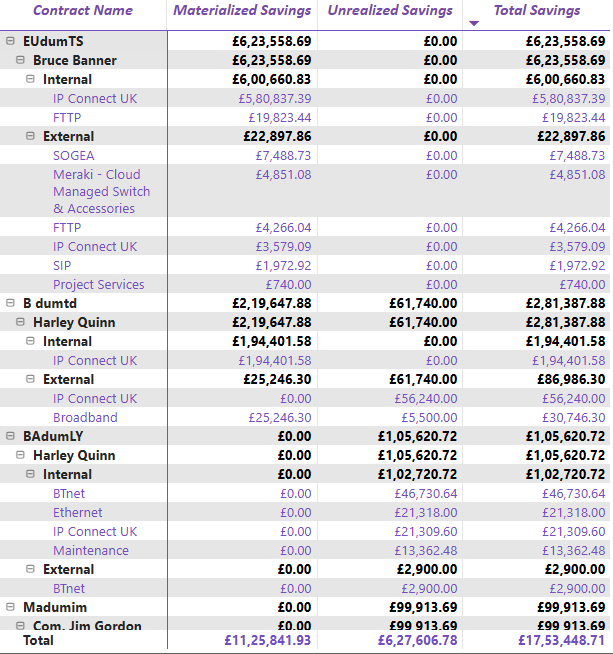 Contract Name Materialized Savings Unrealized Savings Total Savings
EUdumTS £6,23,558.69 £0.00 £6,23,558.69
Bruce Banner £6,23,558.69 £0.00 £6,23,558.69
Internal £6,00,660.83 £0.00 £6,00,660.83
IP Connect UK £5,80,837.39 £0.00 £5,80,837.39
FTTP £19,823.44 £0.00 £19,823.44
External £22,897.86 £0.00 £22,897.86
SOGEA £7,488.73 £0.00 £7,488.73
Meraki - Cloud £4,851.08 £0.00 £4,851.08
Managed Switch
& Accessories
FTTP £4,266.04 £0.00 £4,266.04
IP Connect UK £3,579.09 £0.00 £3,579.09
SIP £1,972.92 £0.00 £1,972.92
Project Services £740.00 £0.00 £740.00
B dumtd £2,19,647.88 £61,740.00 £2,81,387.88
Harley Quinn £2,19,647.88 £61,740.00 £2,81,387.88
Internal £1,94,401.58 £0.00 £1,94,401.58
IP Connect UK £1,94,401.58 £0.00 £1,94,401.58
External £25,246.30 £61,740.00 £86,986.30
IP Connect UK £0.00 £56,240.00 £56,240.00
Broadband £25,246.30 £5,500.00 £30,746.30
BAdumLY £0.00 £1,05,620.72 £1,05,620.72
Harley Quinn £0.00 £1,05,620.72 £1,05,620.72
Internal £0.00 £1,02,720.72 £1,02,720.72
BTnet £0.00 £46,730.64 £46,730.64
Ethernet £0.00 £21,318.00 £21,318.00
IP Connect UK £0.00 £21,309.60 £21,309.60
Maintenance £0.00 £13,362.48 £13,362.48
External £0.00 £2,900.00 £2,900.00
BTnet £0.00 £2,900.00 £2,900.00
Madumim £0.00 £99,913.69 £99,913.69
Com. Jim Gordon £0.00 £99,913.69 £99,913.69
Total £11,25,841.93 £6,27,606.78 £17,53,448.71